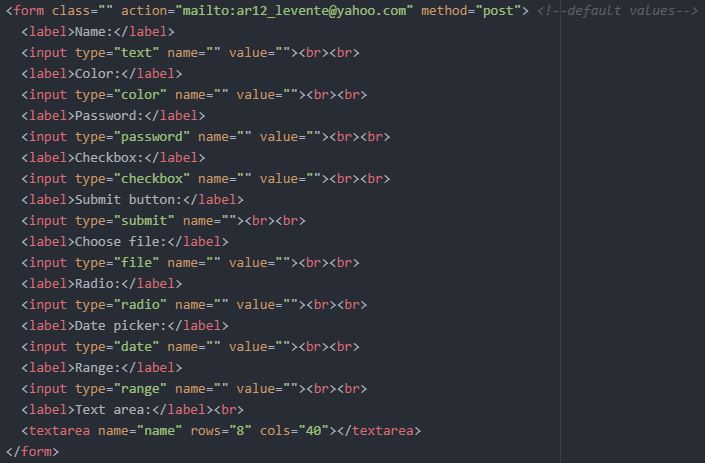 <form class="" action="mailto:ar12_levente@yahoo.com" method="post"> <!--default values-->
<label>Name:</label>
<input type="text" name="" value=""><br><br>
<label>Color:</label>
<input type="color" name="" value=""><br><br>
<label>Password:</label>
<input type="password" name="" value=""><br><br>
<label>Checkbox:</label>
<input type="checkbox" name="" value=""><br><br>
<label>Submit button:</label>
<input type="submit" name=""><br><br>
<label>Choose file:</label>
<input type="file" name="" value=""><br><br>
<label>Radio:</label>
<input type="radio" name="" value=""><br><br>
<label>Date picker:</label>
<input type="date" name="" value=""><br><br>
<label>Range:</label>
<input type="range" name="" value=""><br><br>
<label>Text area:</label><br>
<textarea name="name" rows="8" cols="40"></textarea>
</form>